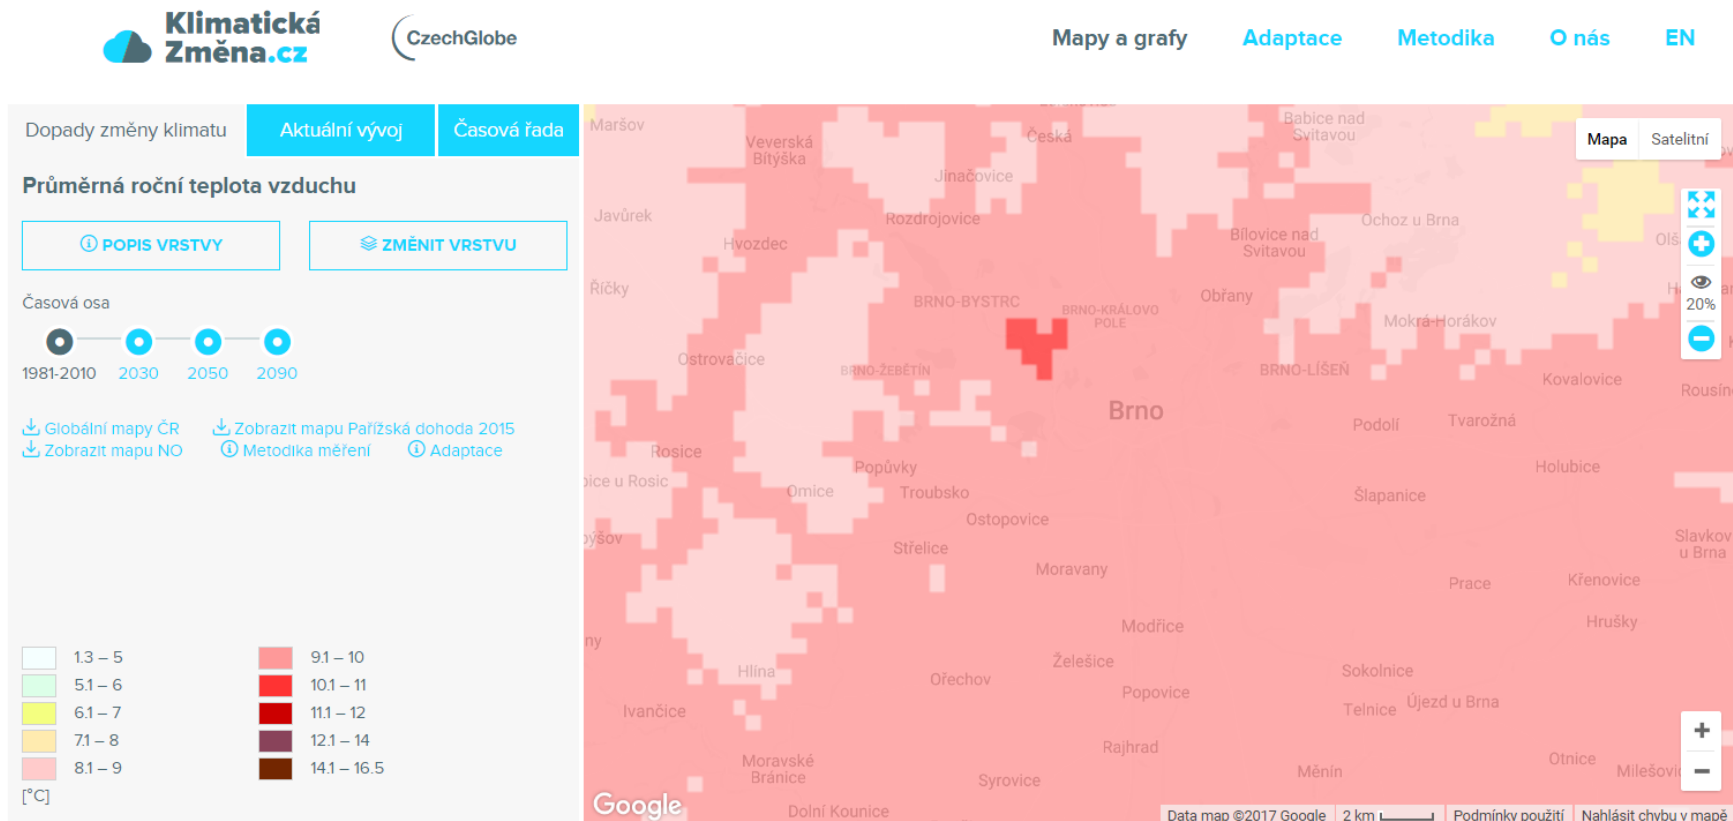 Klimatická
Změna.cz
CzechGlobe
Mapy a grafy
Adaptace
Metodika
O nás
EN
Dopady změny klimatu
Aktuální vývoj
Časová řada
Průměrná roční teplota vzduchu
POPIS VRSTVY
ZMĚNIT VRSTVU
Časová osa
1981-2010
2030
2050
2090
Globální mapy ČR
Zobrazit mapu Pařížská dohoda 2015
Zobrazit mapu NO
Metodika měření
Adaptace
1.3 – 5
9.1 – 10
5.1 – 6
10.1 – 11
6.1 – 7
11.1 – 12
7.1 – 8
12.1 – 14
8.1 – 9
14.1 – 16.5
[°C]
Maršov
Veverská
Bítýška
Česká
Babice nad
Svitavou
Mapa
Satelitní
Jinačovice
Javůrek
Rozdrojovice
Ochoz u Brna
Hvozdec
Bílovice nad
Svitavou
Říčky
BRNO-BYSTRC
BRNO-KRÁLOVO
POLE
Obřany
20%
Mokrá-Horákov
Ostrovačice
BRNO-ŽEBĚTÍN
BRNO-LÍŠEŇ
Kovalovice
Brno
Podolí
Tvarožná
Rosice
Popůvky
Holubice
Omice
Troubsko
Šlapanice
Ostopovice
Střelice
Slavkov
u Brna
Moravany
Prace
Křenovice
Modřice
Hrušky
Hlína
Želešice
Ořechov
Sokolnice
Popovice
Ivančice
Telnice
Újezd u Brna
Rajhrad
Moravské
Bránice
Syrovice
Měnín
Otnice
Dolní Kounice
Google
Data map ©2017 Google
2 km
Podmínky použití
Nahlásit chybu v mapě